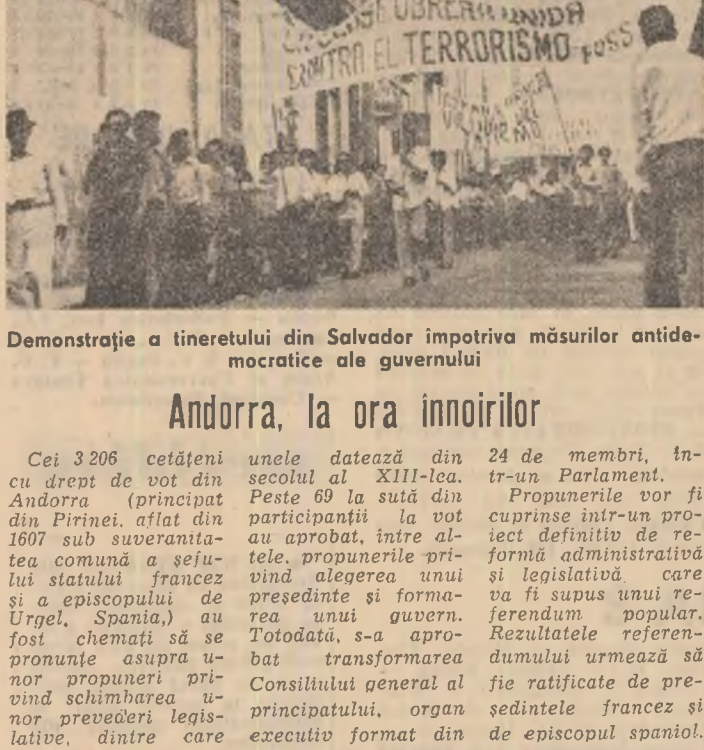 OBRERA UNIDA
CONTRA EL TERRORISMO FUSS
Demonstraţie a tineretului din Salvador împotriva măsurilor antide-
mocratice ale guvernului
Andorra, la ora înnoirilor
Cei 3 206 cetăţeni
cu drept de vot din
Andorra (principat
din Pirinei, aflat din
1607 sub suveranita-
tea comună a şefu-
lui statului francez
şi a episcopului de
Urgel, Spania,) au
fost chemaţi să se
pronunţe asupra u-
nor propuneri pri-
vind schimbarea u-
nor prevederi legis-
lative, dintre care
unele datează din
secolul al XIII-lea.
Peste 69 la sută din
participanţii la vot
au aprobat, între al-
tele, propunerile pri-
vind alegerea unui
preşedinte şi forma-
rea unui guvern.
Totodată, s-a apro-
bat transformarea
Consiliului general al
principatului, organ
executiv format din
24 de membri, în-
tr-un Parlament.
Propunerile vor fi
cuprinse intr-un pro-
iect definitiv de re-
formă administrativă
şi legislativă care
va fi supus unui re-
ferendum popular.
Rezultatele referen-
dumului urmează să
fie ratificate de pre-
şedintele francez şi
de episcopul spaniol.